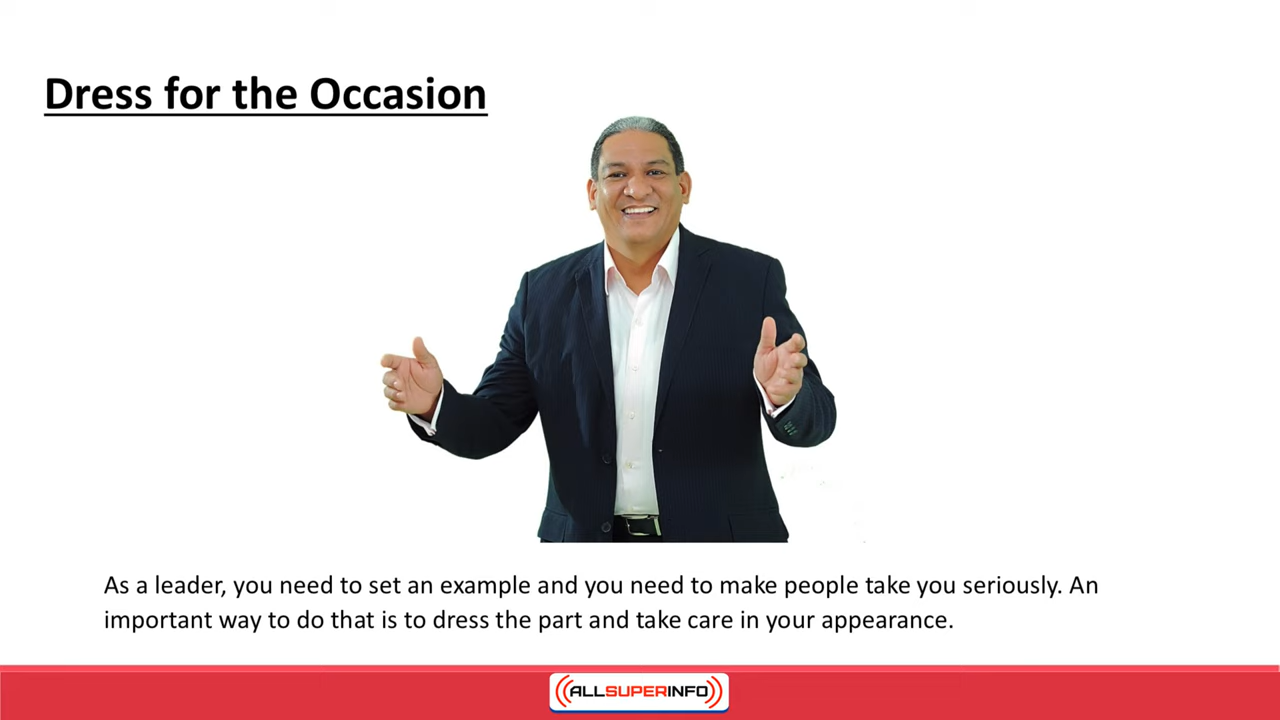 Dress for the Occasion
As a leader, you need to set an example and you need to make people take you seriously. An
important way to do that is to dress the part and take care in your appearance.
ALLSUPERINFO